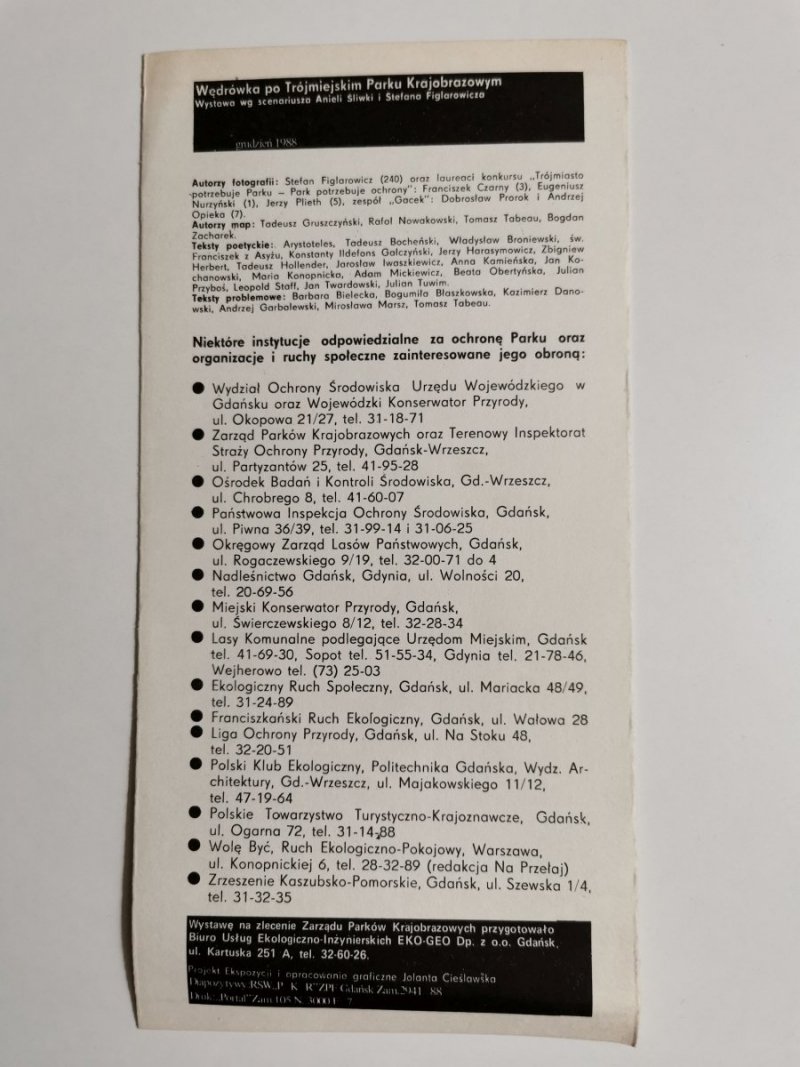 Wędrówka po Trójmiejskim Parku Krajobrazowym
Wystawa wg scenariusza Anieli Śliwki i Stefana Figlarowicza
grudzień 1988
Autorzy fotografii: Stefan Figlarowicz (240) oraz laureaci konkursu „Trójmiasto
potrzebuje Parku – Park potrzebuje ochrony”: Franciszek Czarny (3), Eugeniusz
Nurzyński (1), Jerzy Plieth (5), zespół „Gacek”: Dobrosław Prorok i Andrzej
Opieka (7).
Autorzy map: Tadeusz Gruszczyński, Rafał Nowakowski, Tomasz Tabeau, Bogdan
Zacharek.
Teksty poetyckie: Arystoteles, Tadeusz Bocheński, Władysław Broniewski, św.
Franciszek z Asyżu, Konstanty Ildefons Gałczyński, Jerzy Harasymowicz, Zbigniew
Herbert, Tadeusz Hollender, Jarosław Iwaszkiewicz, Anna Kamieńska, Jan Ko-
chanowski, Maria Konopnicka, Adam Mickiewicz, Beata Obertyńska, Julian
Przyboś, Leopold Staff, Jan Twardowski, Julian Tuwim.
Teksty problemowe: Barbara Bielecka, Bogumiła Błaszkowska, Kazimierz Dano-
wski, Andrzej Garbalewski, Mirosława Marsz, Tomasz Tabeau.
Niektóre instytucje odpowiedzialne za ochronę Parku oraz
organizacje i ruchy społeczne zainteresowane jego obroną:
● Wydział Ochrony Środowiska Urzędu Wojewódzkiego w
Gdańsku oraz Wojewódzki Konserwator Przyrody,
ul. Okopowa 21/27, tel. 31-18-71
● Zarząd Parków Krajobrazowych oraz Terenowy Inspektorat
Straży Ochrony Przyrody, Gdańsk-Wrzeszcz,
ul. Partyzantów 25, tel. 41-95-28
● Ośrodek Badań i Kontroli Środowiska, Gd.-Wrzeszcz,
ul. Chrobrego 8, tel. 41-60-07
● Państwowa Inspekcja Ochrony Środowiska, Gdańsk,
ul. Piwna 36/39, tel. 31-99-14 i 31-06-25
● Okręgowy Zarząd Lasów Państwowych, Gdańsk,
ul. Rogaczewskiego 9/19, tel. 32-00-71 do 4
● Nadleśnictwo Gdańsk, Gdynia, ul. Wolności 20,
tel. 20-69-56
● Miejski Konserwator Przyrody, Gdańsk,
ul. Świerczewskiego 8/12, tel. 32-28-34
● Lasy Komunalne podlegające Urzędom Miejskim, Gdańsk
tel. 41-69-30, Sopot tel. 51-55-34, Gdynia tel. 21-78-46,
Wejherowo tel. (73) 25-03
● Ekologiczny Ruch Społeczny, Gdańsk, ul. Mariacka 48/49,
tel. 31-24-89
● Franciszkański Ruch Ekologiczny, Gdańsk, ul. Wałowa 28
● Liga Ochrony Przyrody, Gdańsk, ul. Na Stoku 48,
tel. 32-20-51
● Polski Klub Ekologiczny, Politechnika Gdańska, Wydz. Ar-
chitektury, Gd.-Wrzeszcz, ul. Majakowskiego 11/12,
tel. 47-19-64
● Polskie Towarzystwo Turystyczno-Krajoznawcze, Gdańsk,
ul. Ogarna 72, tel. 31-14-88
● Wolę Być, Ruch Ekologiczno-Pokojowy, Warszawa,
ul. Konopnickiej 6, tel. 28-32-89 (redakcja Na Przełaj)
● Zrzeszenie Kaszubsko-Pomorskie, Gdańsk, ul. Szewska 1/4,
tel. 31-32-35
Wystawę na zlecenie Zarządu Parków Krajobrazowych przygotowało
Biuro Usług Ekologiczno-Inżynierskich EKO-GEO Dp. z o.o. Gdańsk,
ul. Kartuska 251 A, tel. 32-60-26.
Projekt Ekspozycji i opracowanie graficzne Jolanta Cieślawska
Diapozytywy: RSW „P K R” ZPF Gdańsk Zam. 2941 88
Druk: „Portal” Zam. 105 N. 3000